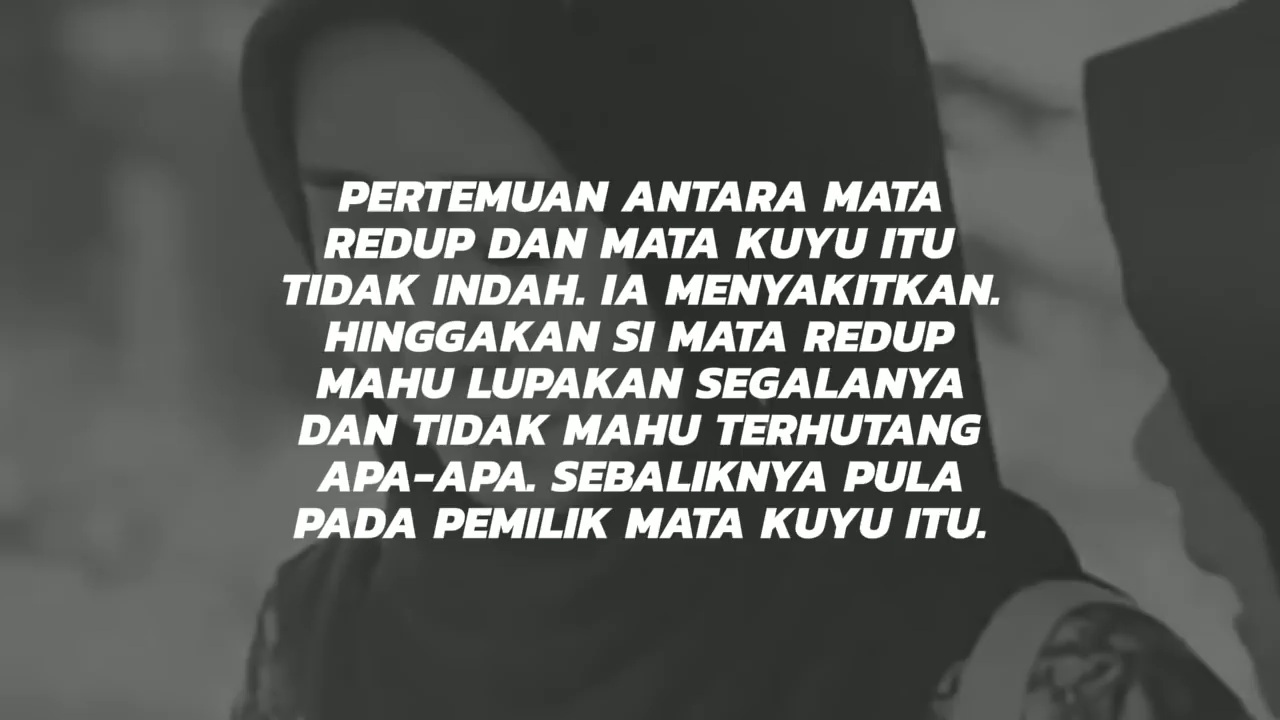 PERTEMUAN ANTARA MATA
REDUP DAN MATA KUYU ITU
TIDAK INDAH. IA MENYAKITKAN.
HINGGAKAN SI MATA REDUP
MAHU LUPAKAN SEGALANYA
DAN TIDAK MAHU TERHUTANG
APA-APA. SEBALIKNYA PULA
PADA PEMILIK MATA KUYU ITU.